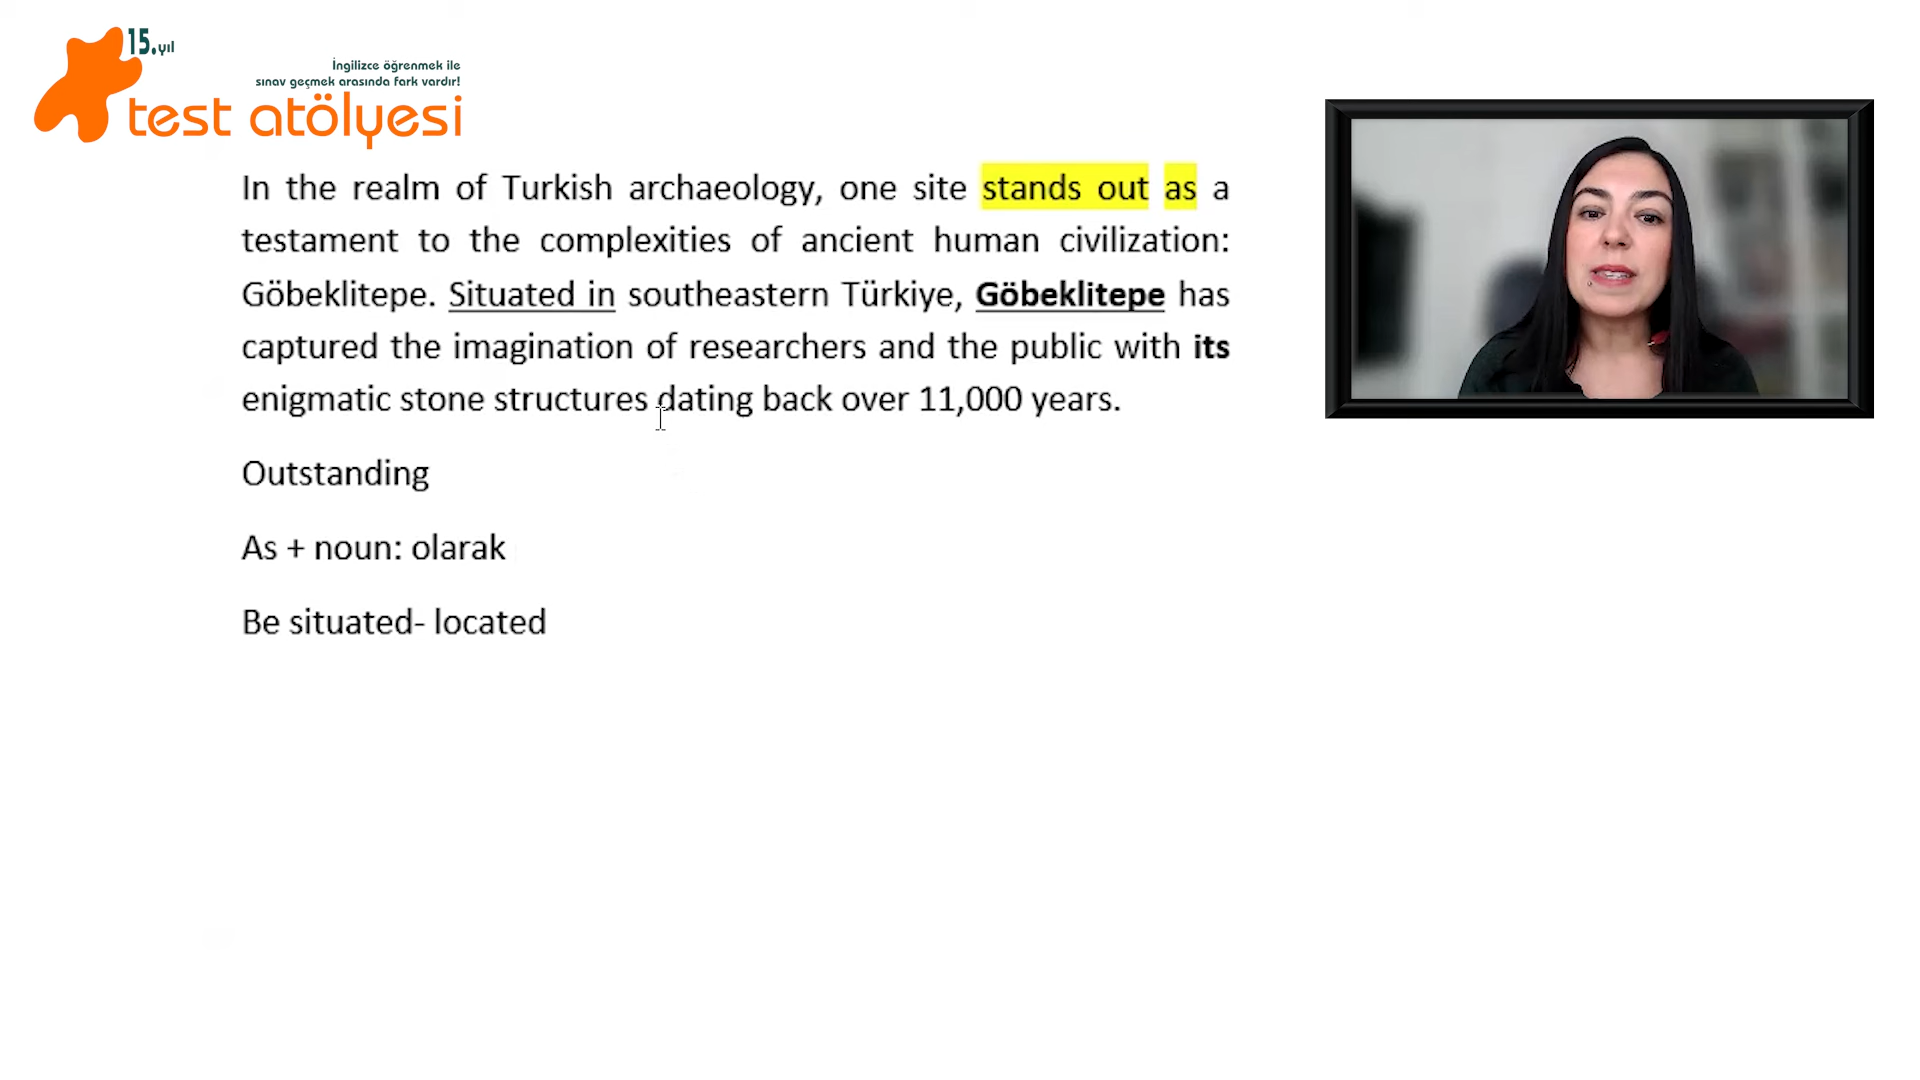 15.yıl
İngilizce öğrenmek ile
sınav geçmek arasında fark vardır!
test atölyesi
In the realm of Turkish archaeology, one site stands out as a
testament to the complexities of ancient human civilization:
Göbeklitepe. Situated in southeastern Türkiye, Göbeklitepe has
captured the imagination of researchers and the public with its
enigmatic stone structures dating back over 11,000 years.
Outstanding
As + noun: olarak
Be situated- located